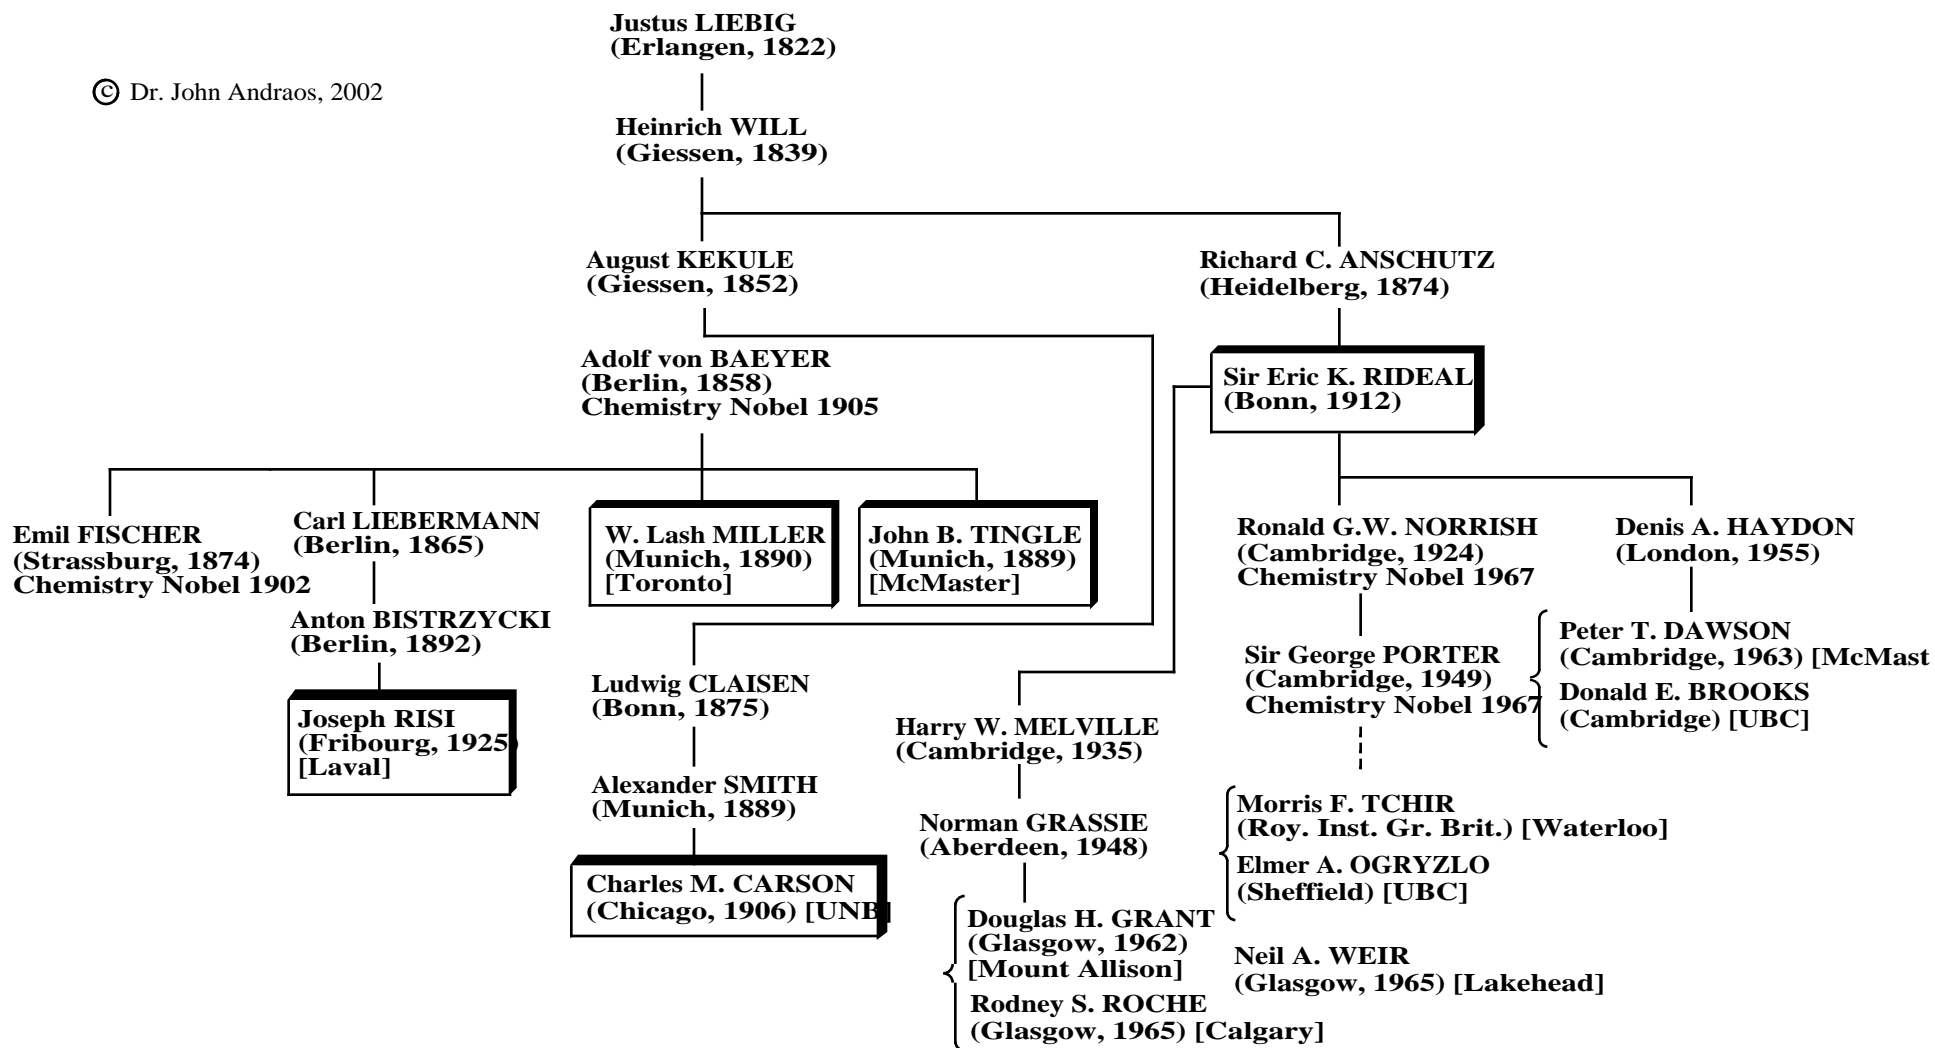 Justus LIEBIG
(Erlangen, 1822)
© Dr. John Andraos, 2002
Heinrich WILL
(Giessen, 1839)
August KEKULE
(Giessen, 1852)
Richard C. ANSCHUTZ
(Heidelberg, 1874)
Adolf von BAEYER
(Berlin, 1858)
Chemistry Nobel 1905
Sir Eric K. RIDEAL
(Bonn, 1912)
Emil FISCHER
(Strassburg, 1874)
Chemistry Nobel 1902
Carl LIEBERMANN
(Berlin, 1865)
W. Lash MILLER
(Munich, 1890)
[Toronto]
John B. TINGLE
(Munich, 1889)
[McMaster]
Ronald G.W. NORRISH
(Cambridge, 1924)
Chemistry Nobel 1967
Denis A. HAYDON
(London, 1955)
Anton BISTRZYCKI
(Berlin, 1892)
Peter T. DAWSON
(Cambridge, 1963) [McMast
Donald E. BROOKS
(Cambridge) [UBC]
Sir George PORTER
(Cambridge, 1949)
Chemistry Nobel 1967
Ludwig CLAISEN
(Bonn, 1875)
Joseph RISI
(Fribourg, 1925)
[Laval]
Harry W. MELVILLE
(Cambridge, 1935)
Alexander SMITH
(Munich, 1889)
Norman GRASSIE
(Aberdeen, 1948)
Morris F. TCHIR
(Roy. Inst. Gr. Brit.) [Waterloo]
Elmer A. OGRYZLO
(Sheffield) [UBC]
Charles M. CARSON
(Chicago, 1906) [UNB]
Douglas H. GRANT
(Glasgow, 1962)
[Mount Allison]
Rodney S. ROCHE
(Glasgow, 1965) [Calgary]
Neil A. WEIR
(Glasgow, 1965) [Lakehead]